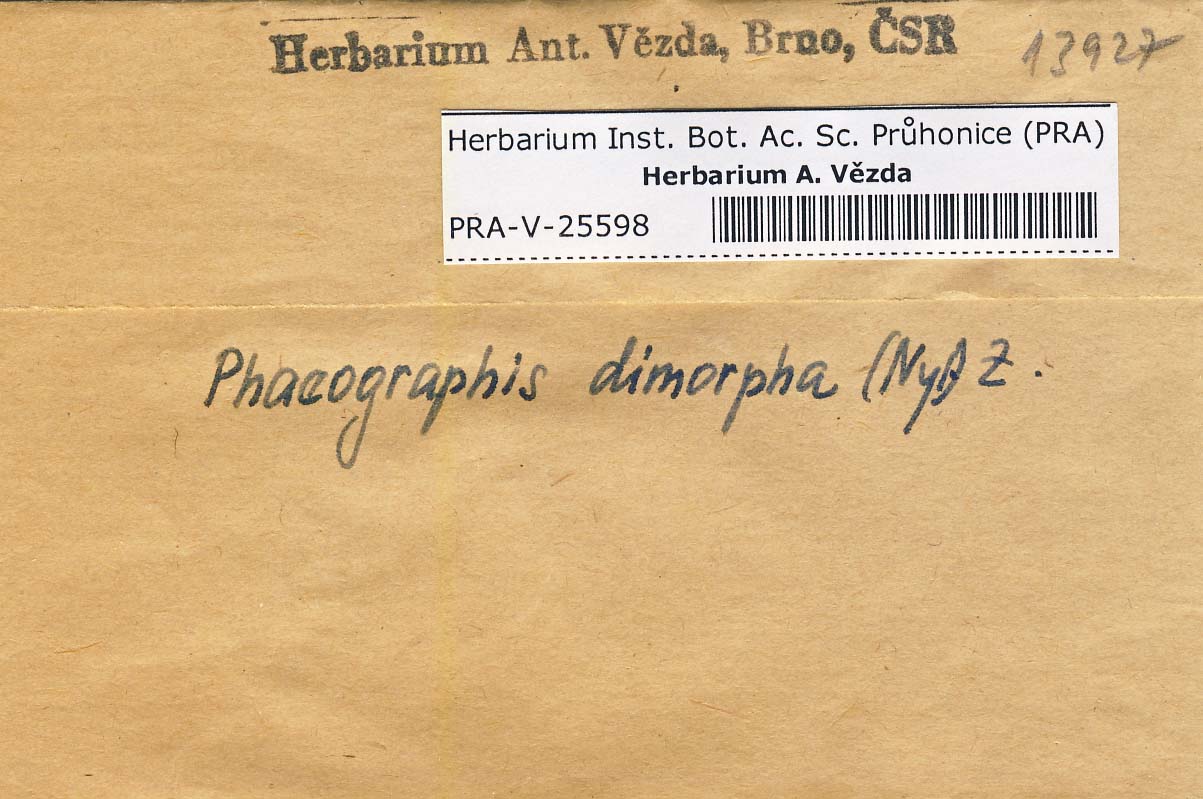 Herbarium Ant. Vězda, Brno, ČSR 13927
Herbarium Inst. Bot. Ac. Sc. Průhonice (PRA)
Herbarium A. Vězda
PRA-V-25598
Phaeographis dimorpha (Nyl) Z.